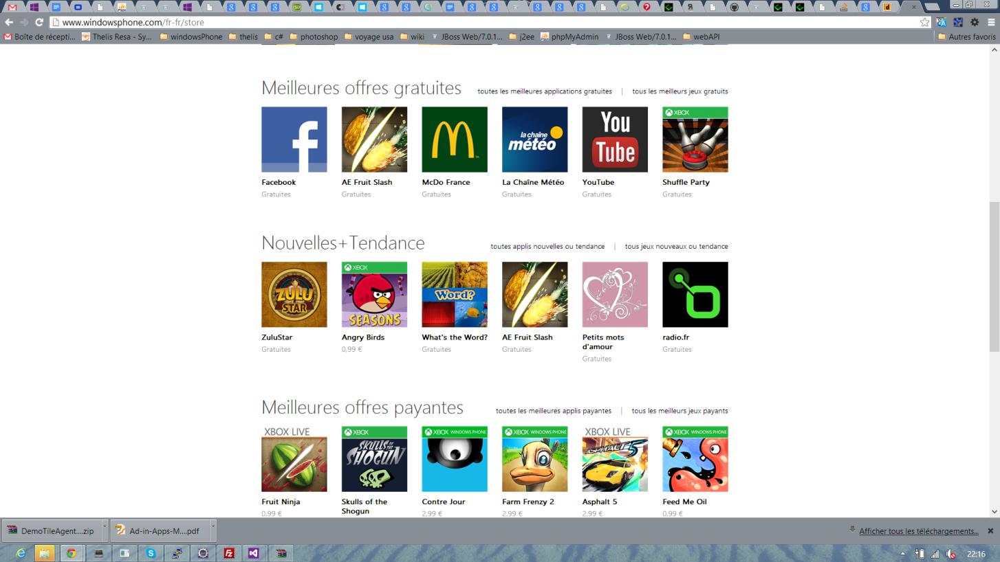 www.windowsphone.com/fr-fr/store
Boîte de récepti...
Thelis Resa - Sy...
windowsPhone
thelis
c#
photoshop
voyage usa
wiki
JBoss Web/7.0.1...
j2ee
phpMyAdmin
JBoss Web/7.0.1...
webAPI
Autres favoris
Meilleures offres gratuites
toutes les meilleures applications gratuites | tous les meilleurs jeux gratuits
la chaîne
météo
You
Tube
XBOX
Facebook
Gratuites
AE Fruit Slash
Gratuites
McDo France
Gratuites
La Chaîne Météo
Gratuites
YouTube
Gratuites
Shuffle Party
Gratuites
Nouvelles+Tendance
toutes applis nouvelles ou tendance | tous jeux nouveaux ou tendance
ZULU
STAR
XBOX
SEASONS
Word?
ZuluStar
Gratuites
Angry Birds
0,99 €
What's the Word?
Gratuites
AE Fruit Slash
Gratuites
Petits mots
d'amour
Gratuites
radio.fr
Gratuites
Meilleures offres payantes
toutes les meilleures applis payantes | tous les meilleurs jeux payants
XBOX LIVE
XBOX
SKULLS OF THE
SHOGUN
XBOX WINDOWS PHONE
XBOX WINDOWS PHONE
XBOX LIVE
ASPHALT 5
XBOX WINDOWS PHONE
Fruit Ninja
0,99 €
Skulls of the
Shogun
Contre Jour
2,99 €
Farm Frenzy 2
2,99 €
Asphalt 5
2,99 €
Feed Me Oil
0,99 €
DemoTileAgent....zip
Ad-in-Apps-M....pdf
Afficher tous les téléchargements...
22:16